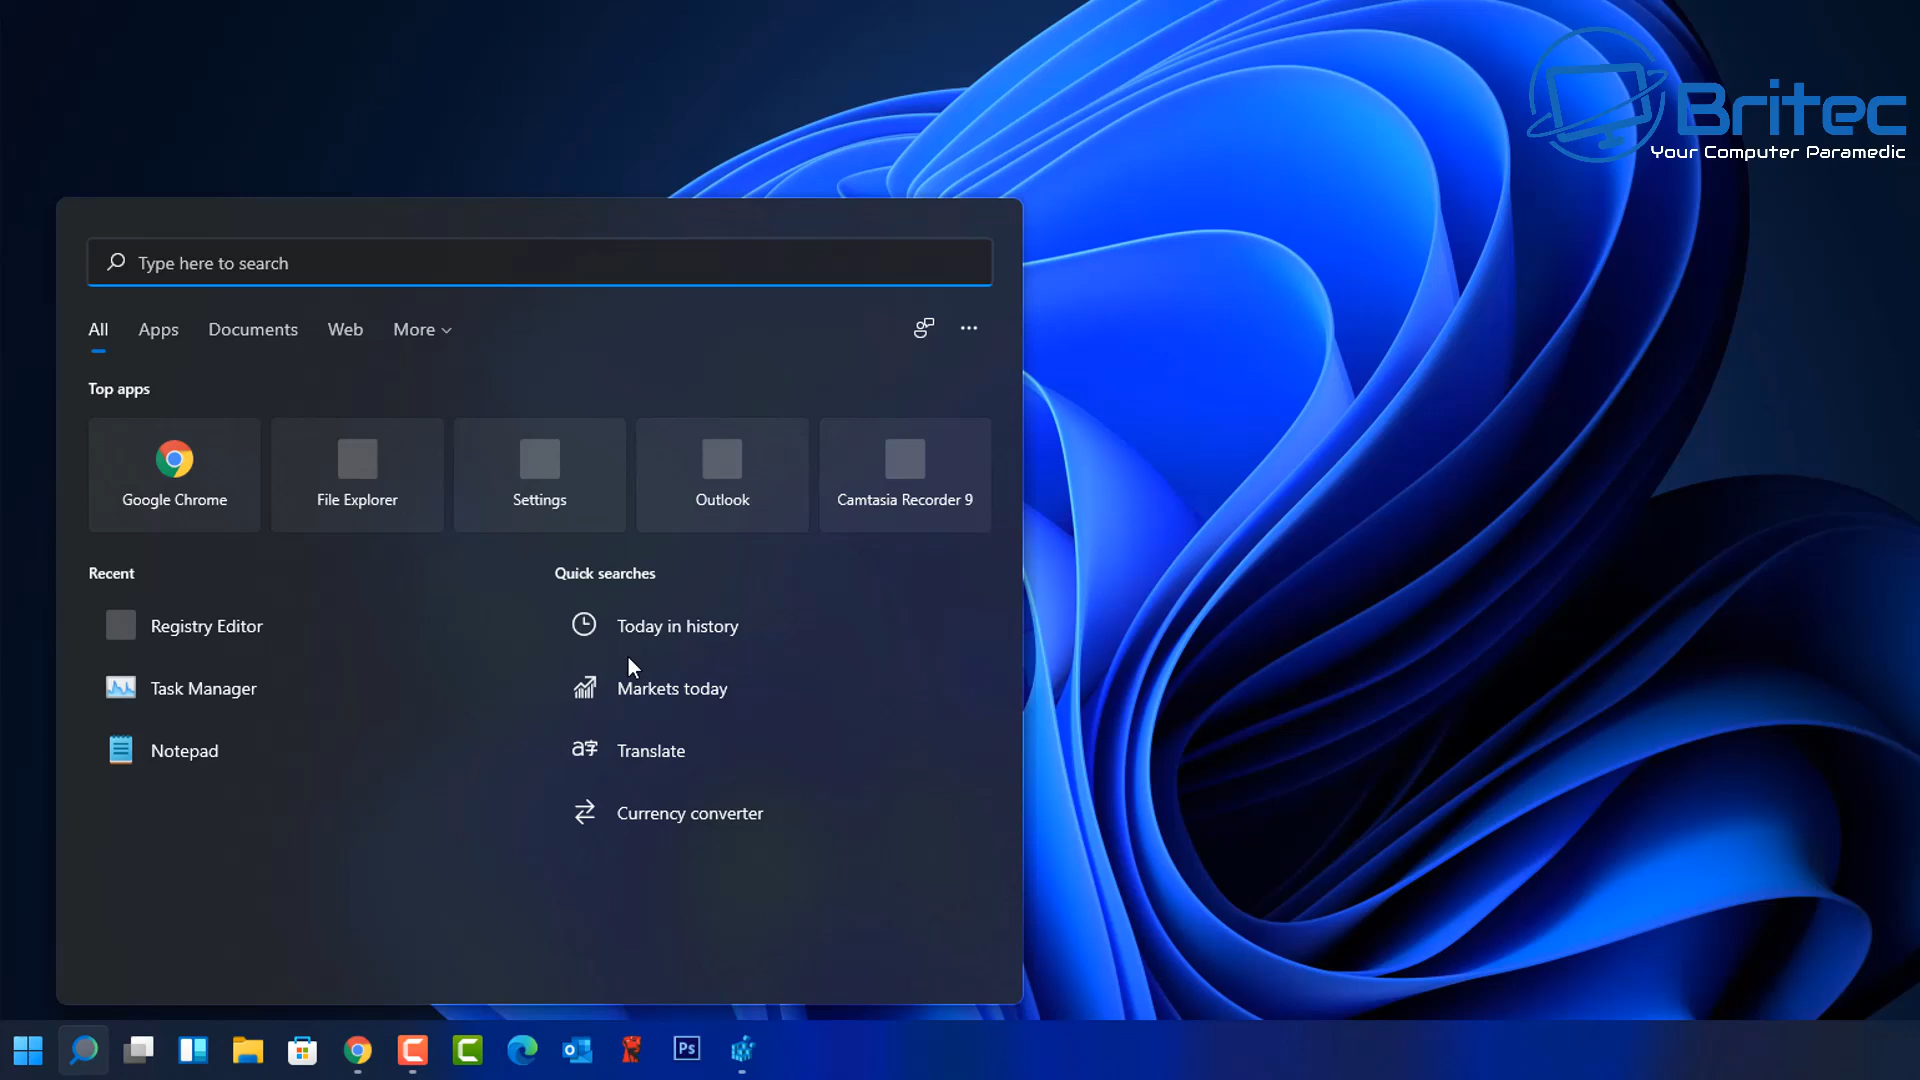 Britec
Your Computer Paramedic
Type here to search
All Apps Documents Web More
Top apps
Google Chrome File Explorer Settings Outlook Camtasia Recorder 9
Recent Quick searches
Registry Editor Today in history
Task Manager Markets today
Notepad Translate
Currency converter
Ps